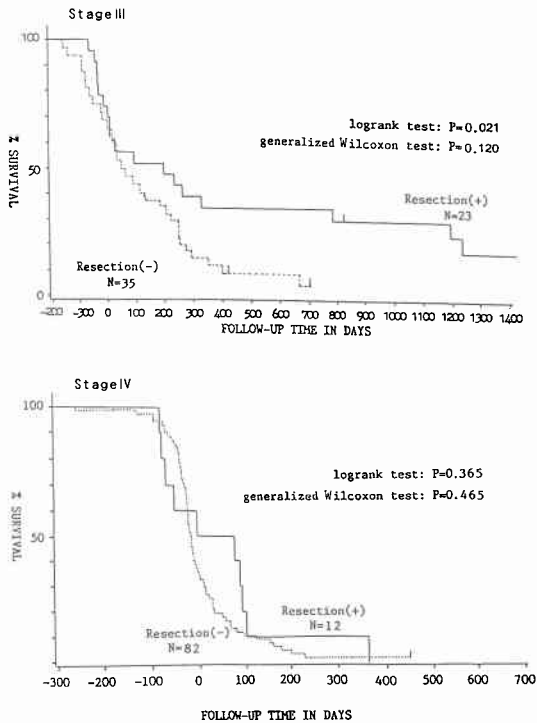 Stage III
100
50
0
% SURVIVAL
logrank test: P=0.021
generalized Wilcoxon test: P=0.120
Resection(+)
N=23
Resection(-)
N=35
-200 -100 0 100 200 300 400 500 600 700 800 900 1000 1100 1200 1300 1400
FOLLOW-UP TIME IN DAYS
Stage IV
100
50
0
% SURVIVAL
logrank test: P=0.365
generalized Wilcoxon test: P=0.465
Resection(+)
N=12
Resection(-)
N=82
-300 -200 -100 0 100 200 300 400 500 600 700
FOLLOW-UP TIME IN DAYS